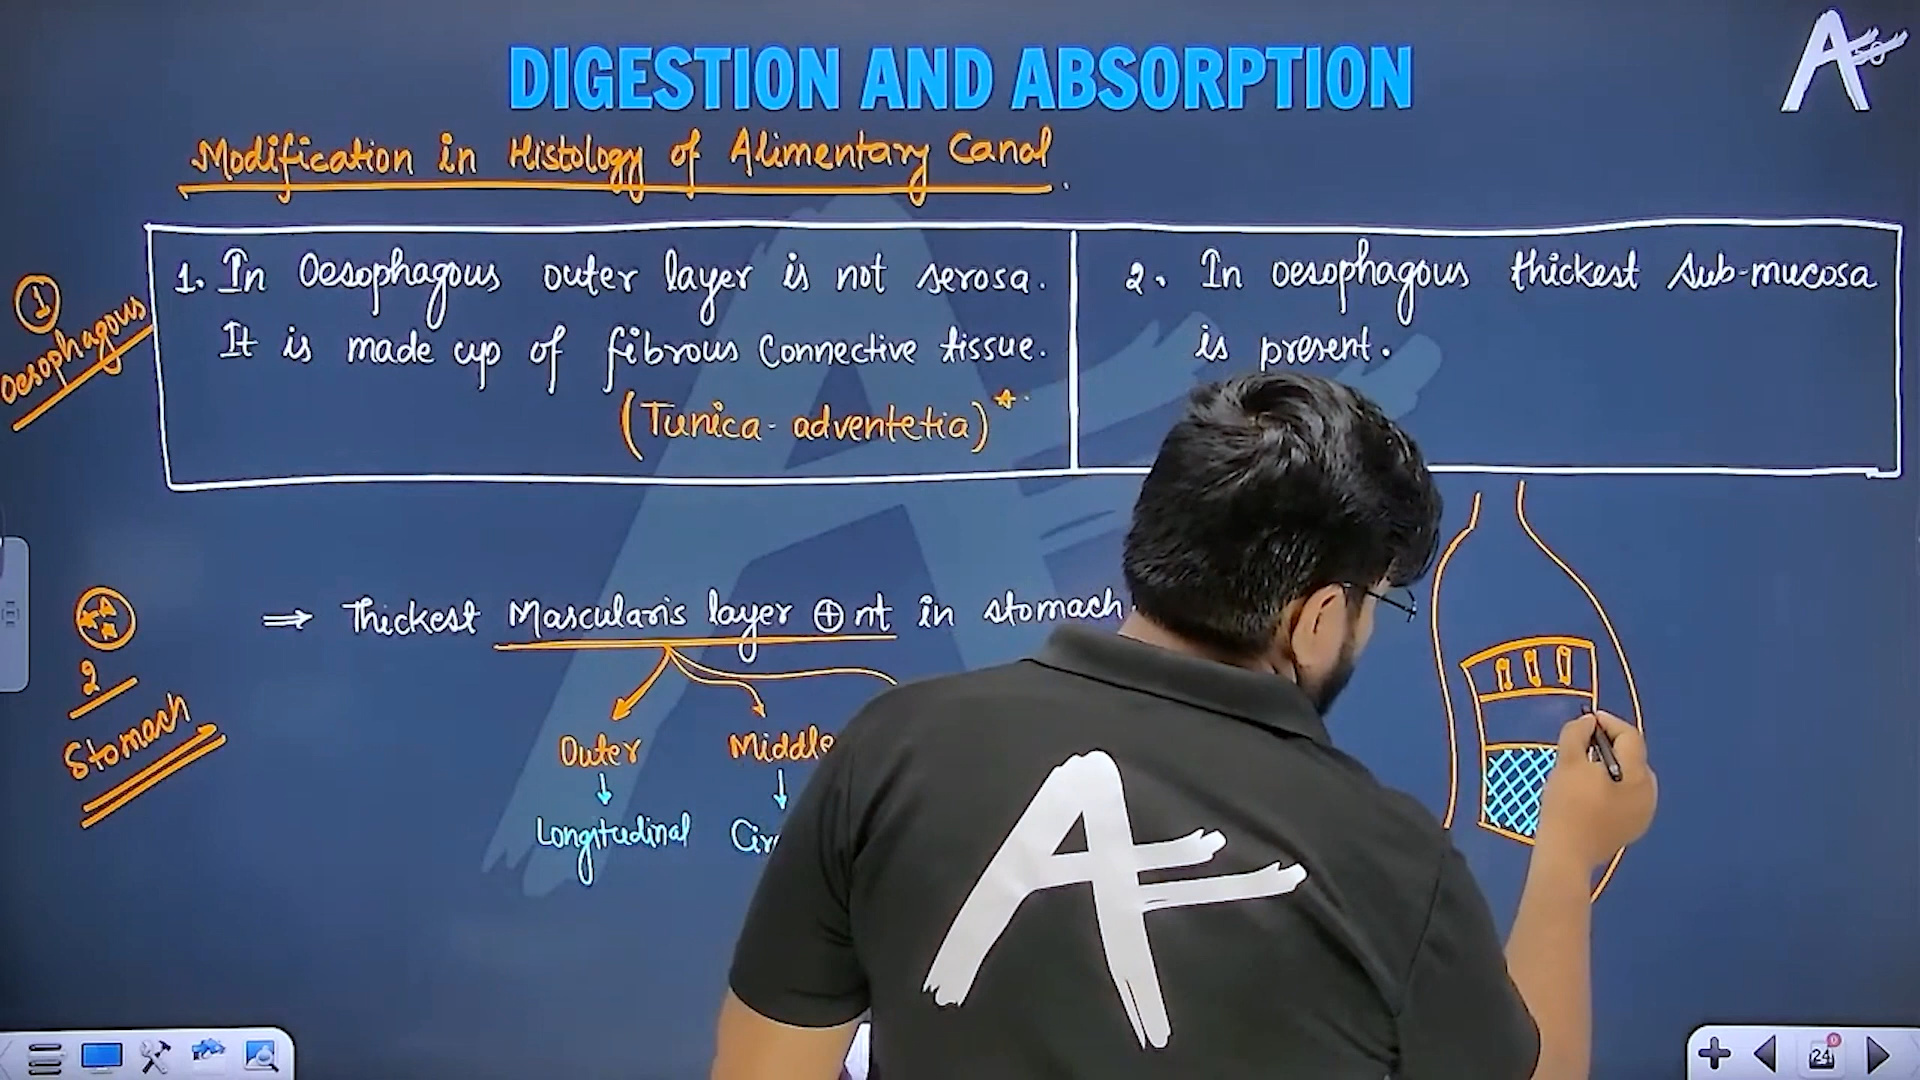 DIGESTION AND ABSORPTION
Modification in Histology of Alimentary Canal
1. In Oesophagous outer layer is not serosa.
It is made up of fibrous Connective tissue.
(Tunica - adventetia)*
2. In oesophagous thickest Sub-mucosa
is present.
1
Oesophagous
⇒ Thickest Mascularis layer ⊕nt in stomach.
2
Stomach
Outer Middle
Longitudinal
24